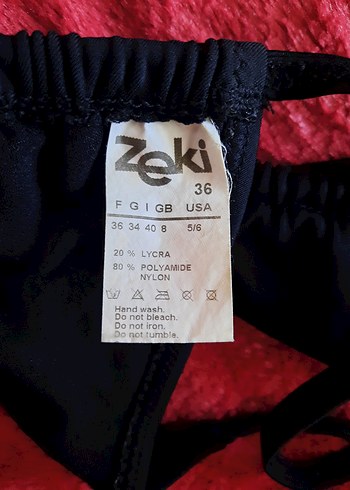 Zeki
36
F G I GB USA
36 34 40 8 5/6
20 % LYCRA
80 % POLYAMIDE
NYLON
Hand wash.
Do not bleach.
Do not iron.
Do not tumble.